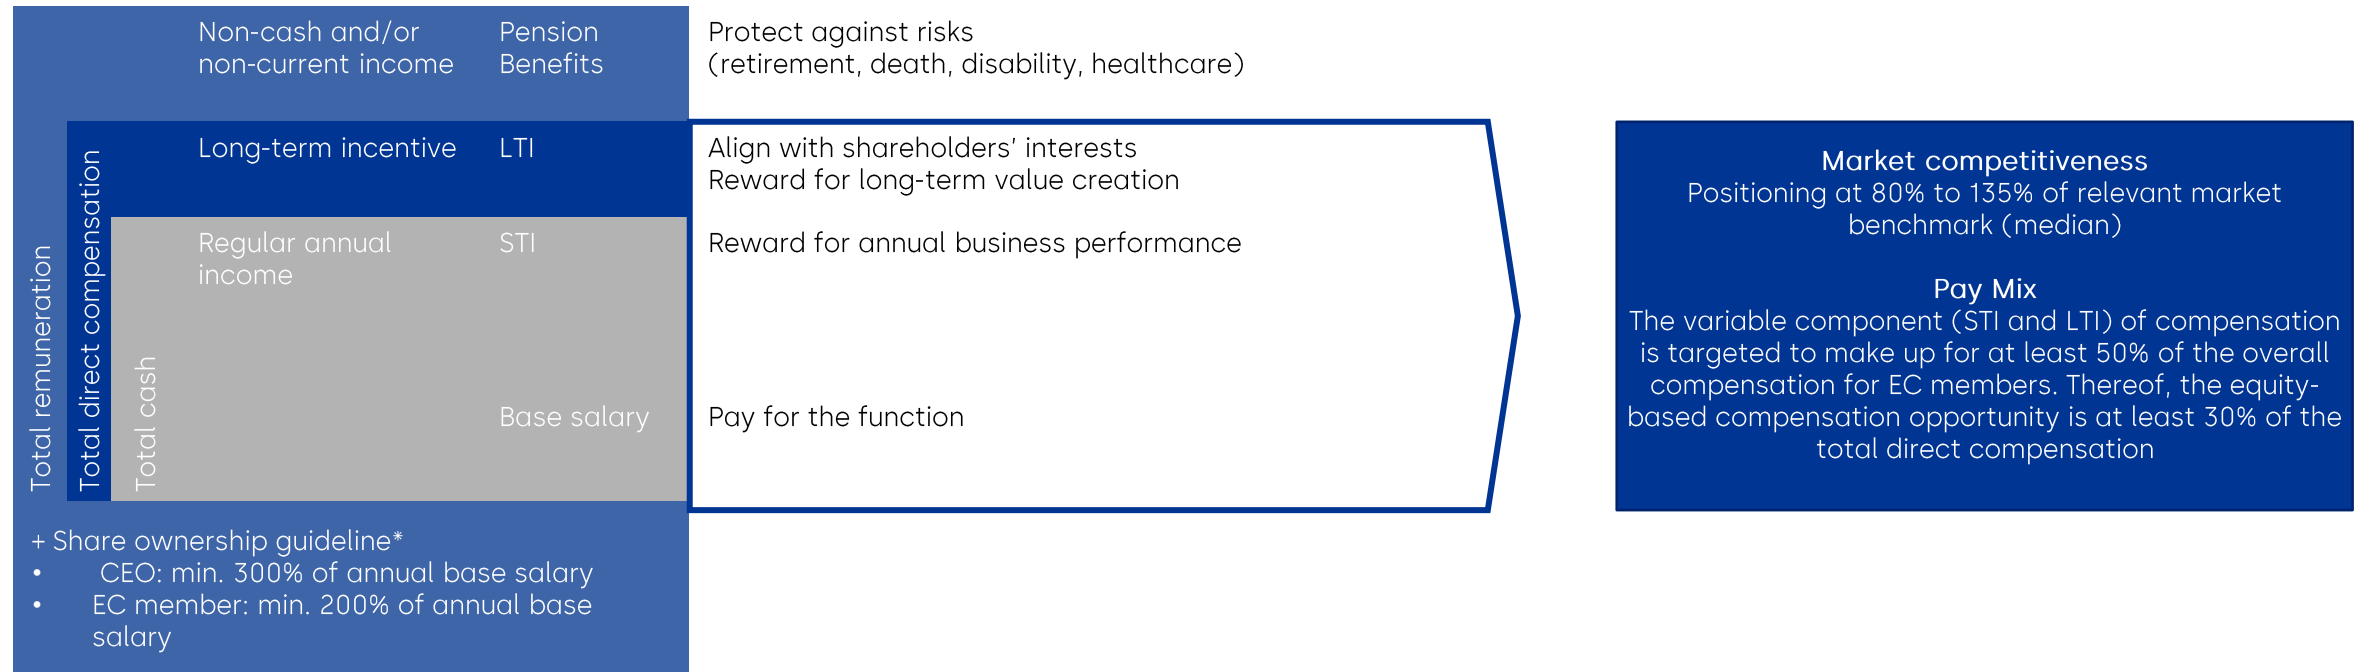 Non-cash and/or
non-current income
Pension
Benefits
Protect against risks
(retirement, death, disability, healthcare)
Long-term incentive
LTI
Align with shareholders’ interests
Reward for long-term value creation
Regular annual
income
STI
Reward for annual business performance
Base salary
Pay for the function
Total remuneration
Total direct compensation
Total cash
+ Share ownership guideline*
• CEO: min. 300% of annual base salary
• EC member: min. 200% of annual base
salary
Market competitiveness
Positioning at 80% to 135% of relevant market
benchmark (median)
Pay Mix
The variable component (STI and LTI) of compensation
is targeted to make up for at least 50% of the overall
compensation for EC members. Thereof, the equity-
based compensation opportunity is at least 30% of the
total direct compensation